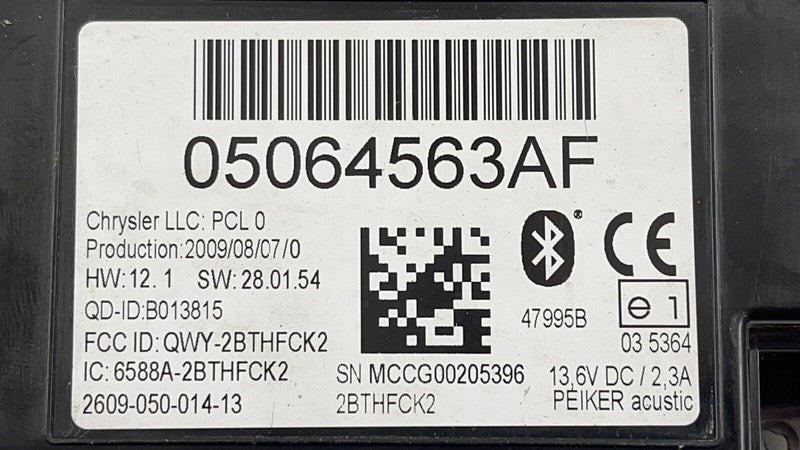 05064563AF
Chrysler LLC: PCL 0
Production:2009/08/07/0
HW:12.1 SW: 28.01.54
QD-ID:B013815
FCC ID: QWY-2BTHFCK2
IC: 6588A-2BTHFCK2
2609-050-014-13
SN MCCG00205396
2BTHFCK2
®
47995B
CE
e 1
03 5364
13,6V DC / 2,3A
PEIKER acustic